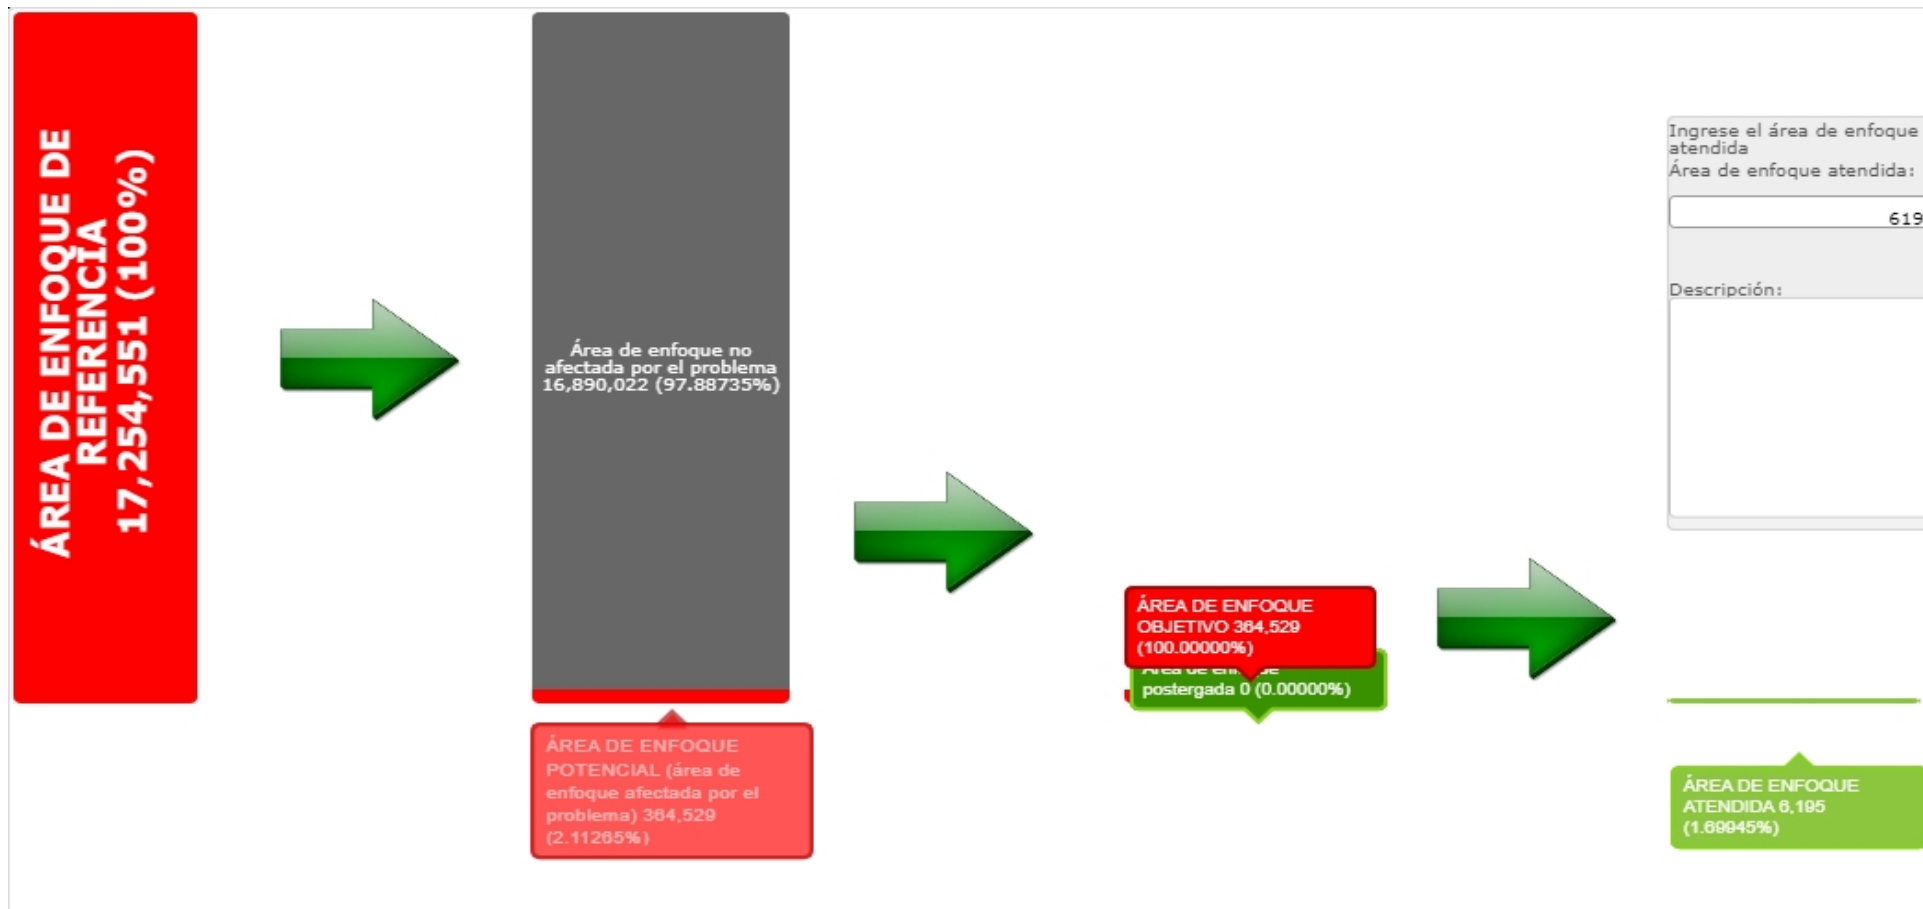 ÁREA DE ENFOQUE DE
REFERENCIA
17,254,551 (100%)
Área de enfoque no
afectada por el problema
16,890,022 (97.88735%)
ÁREA DE ENFOQUE
POTENCIAL (área de
enfoque afectada por el
problema) 364,529
(2.11265%)
ÁREA DE ENFOQUE
OBJETIVO 364,529
(100.00000%)
Área de enfoque
postergada 0 (0.00000%)
Ingrese el área de enfoque
atendida
Área de enfoque atendida:
619
Descripción:
ÁREA DE ENFOQUE
ATENDIDA 6,195
(1.69945%)